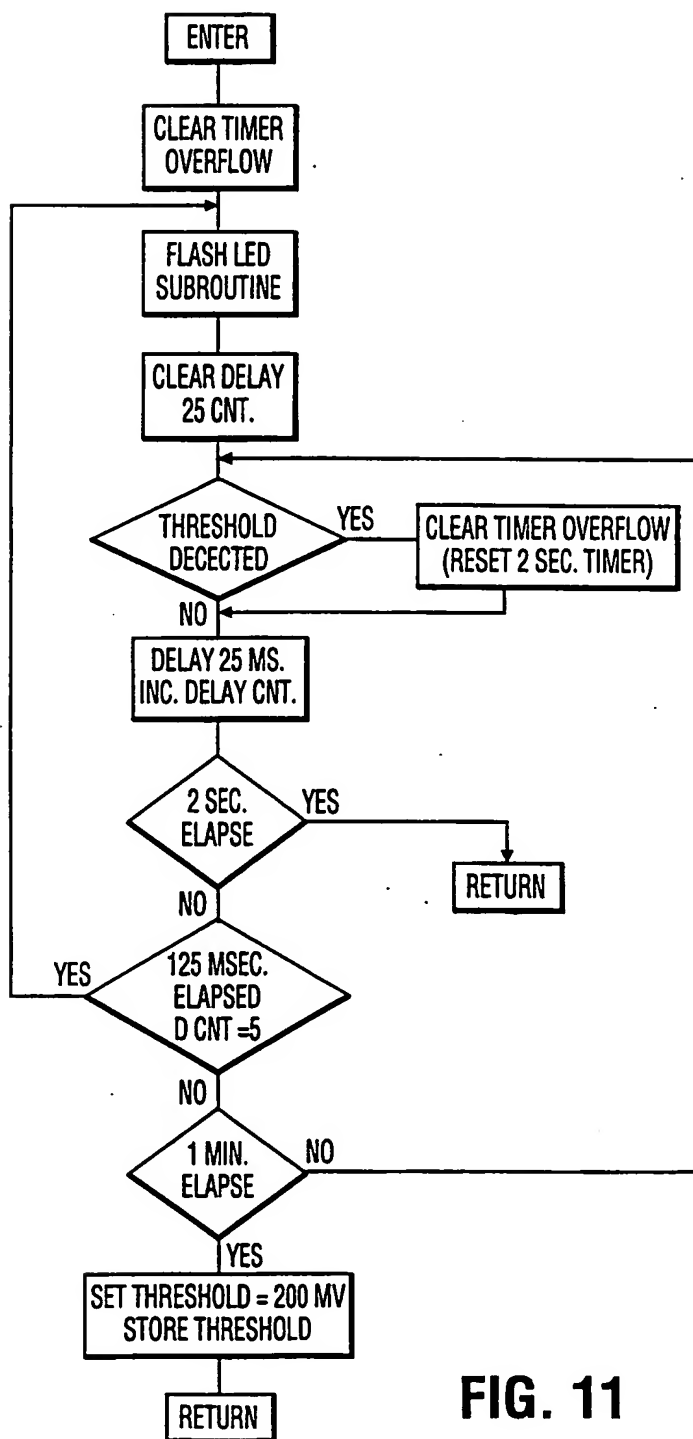 ENTER
CLEAR TIMER
OVERFLOW
FLASH LED
SUBROUTINE
CLEAR DELAY
25 CNT.
THRESHOLD
DECECTED
YES
CLEAR TIMER OVERFLOW
(RESET 2 SEC. TIMER)
NO
DELAY 25 MS.
INC. DELAY CNT.
2 SEC.
ELAPSE
YES
RETURN
NO
YES
125 MSEC.
ELAPSED
D CNT =5
NO
1 MIN.
ELAPSE
NO
YES
SET THRESHOLD = 200 MV
STORE THRESHOLD
RETURN
FIG. 11